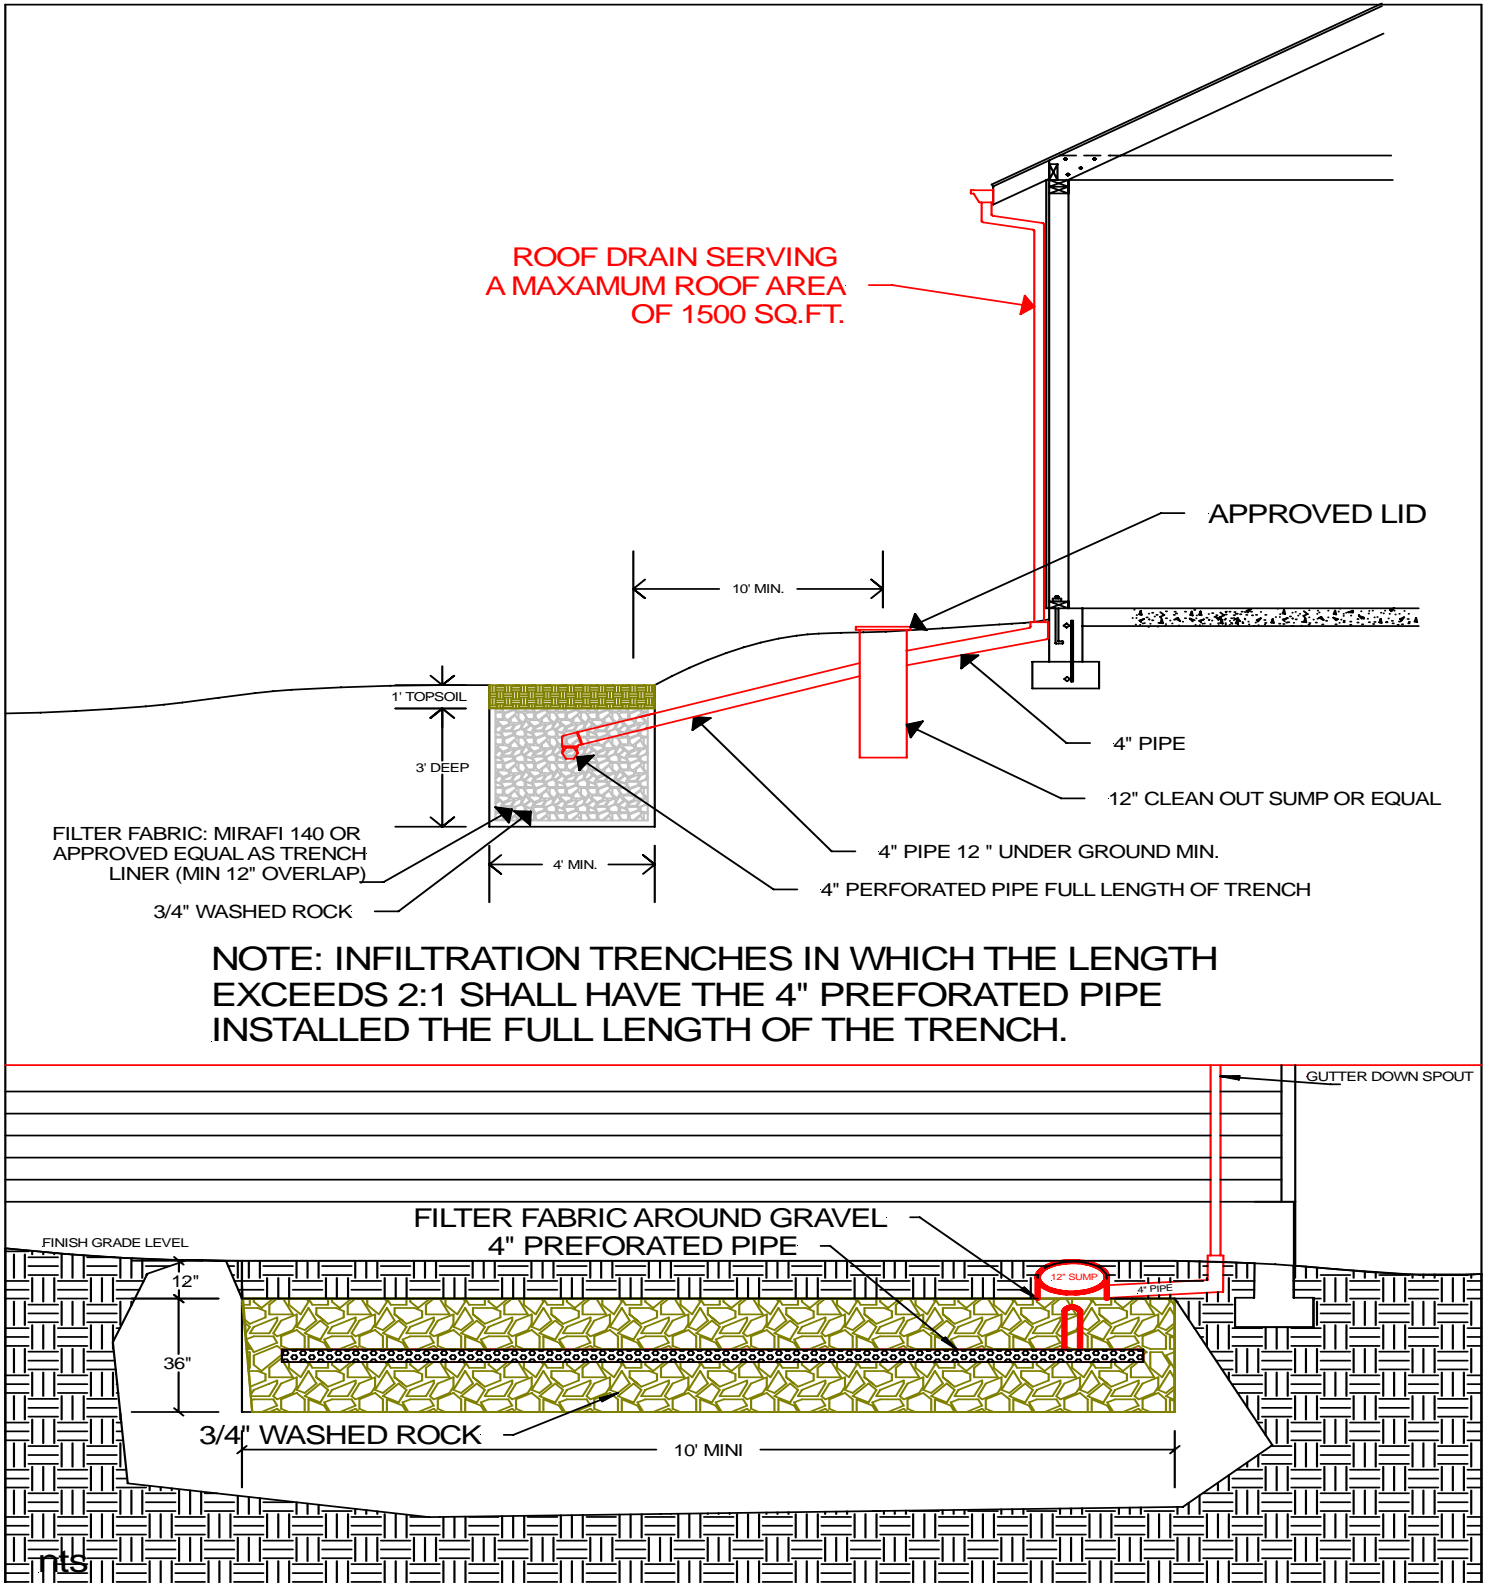 ROOF DRAIN SERVING
A MAXAMUM ROOF AREA
OF 1500 SQ.FT.
APPROVED LID
10' MIN.
1' TOPSOIL
3' DEEP
4" PIPE
12" CLEAN OUT SUMP OR EQUAL
FILTER FABRIC: MIRAFI 140 OR
APPROVED EQUAL AS TRENCH
LINER (MIN 12" OVERLAP)
4' MIN.
4" PIPE 12 " UNDER GROUND MIN.
4" PERFORATED PIPE FULL LENGTH OF TRENCH
3/4" WASHED ROCK
NOTE: INFILTRATION TRENCHES IN WHICH THE LENGTH
EXCEEDS 2:1 SHALL HAVE THE 4" PREFORATED PIPE
INSTALLED THE FULL LENGTH OF THE TRENCH.
GUTTER DOWN SPOUT
FILTER FABRIC AROUND GRAVEL
4" PREFORATED PIPE
FINISH GRADE LEVEL
12"
12" SUMP
4" PIPE
36"
3/4" WASHED ROCK
10' MINI
nts